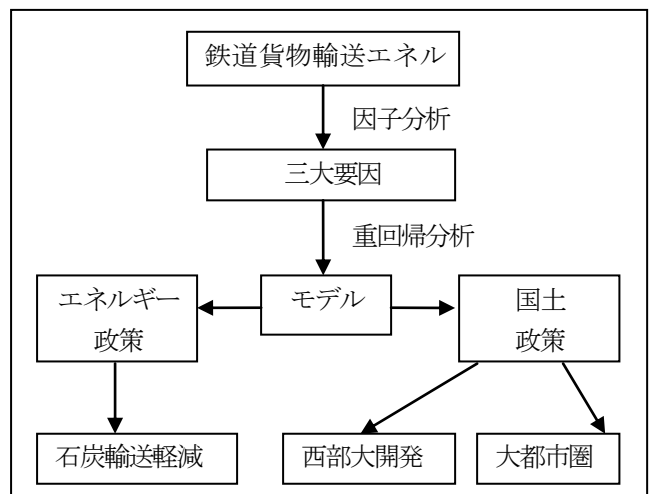 鉄道貨物輸送エネル
因子分析
三大要因
重回帰分析
エネルギー
政策
モデル
国土
政策
石炭輸送軽減
西部大開発
大都市圏